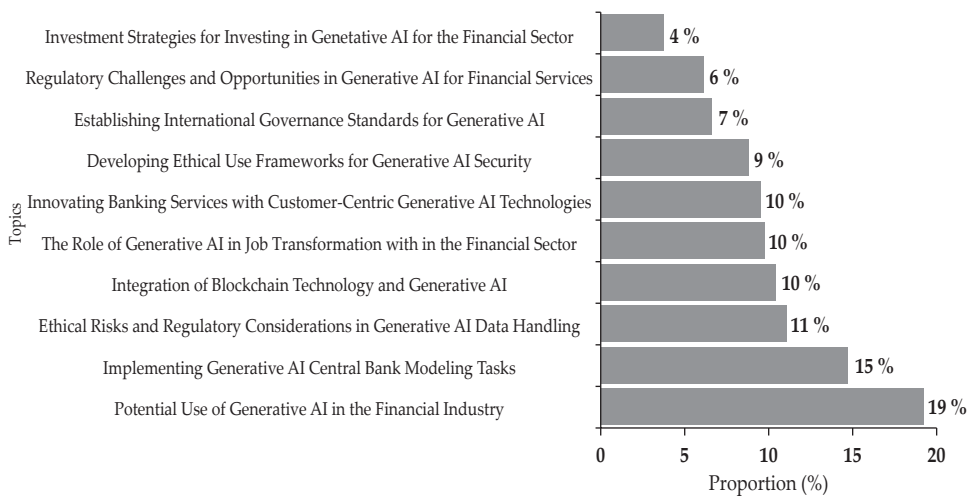 Investment Strategies for Investing in Genetative AI for the Financial Sector 4 %
Regulatory Challenges and Opportunities in Generative AI for Financial Services 6 %
Establishing International Governance Standards for Generative AI 7 %
Developing Ethical Use Frameworks for Generative AI Security 9 %
Innovating Banking Services with Customer-Centric Generative AI Technologies 10 %
The Role of Generative AI in Job Transformation with in the Financial Sector 10 %
Integration of Blockchain Technology and Generative AI 10 %
Ethical Risks and Regulatory Considerations in Generative AI Data Handling 11 %
Implementing Generative AI Central Bank Modeling Tasks 15 %
Potential Use of Generative AI in the Financial Industry 19 %
Topics
0 5 10 15 20
Proportion (%)